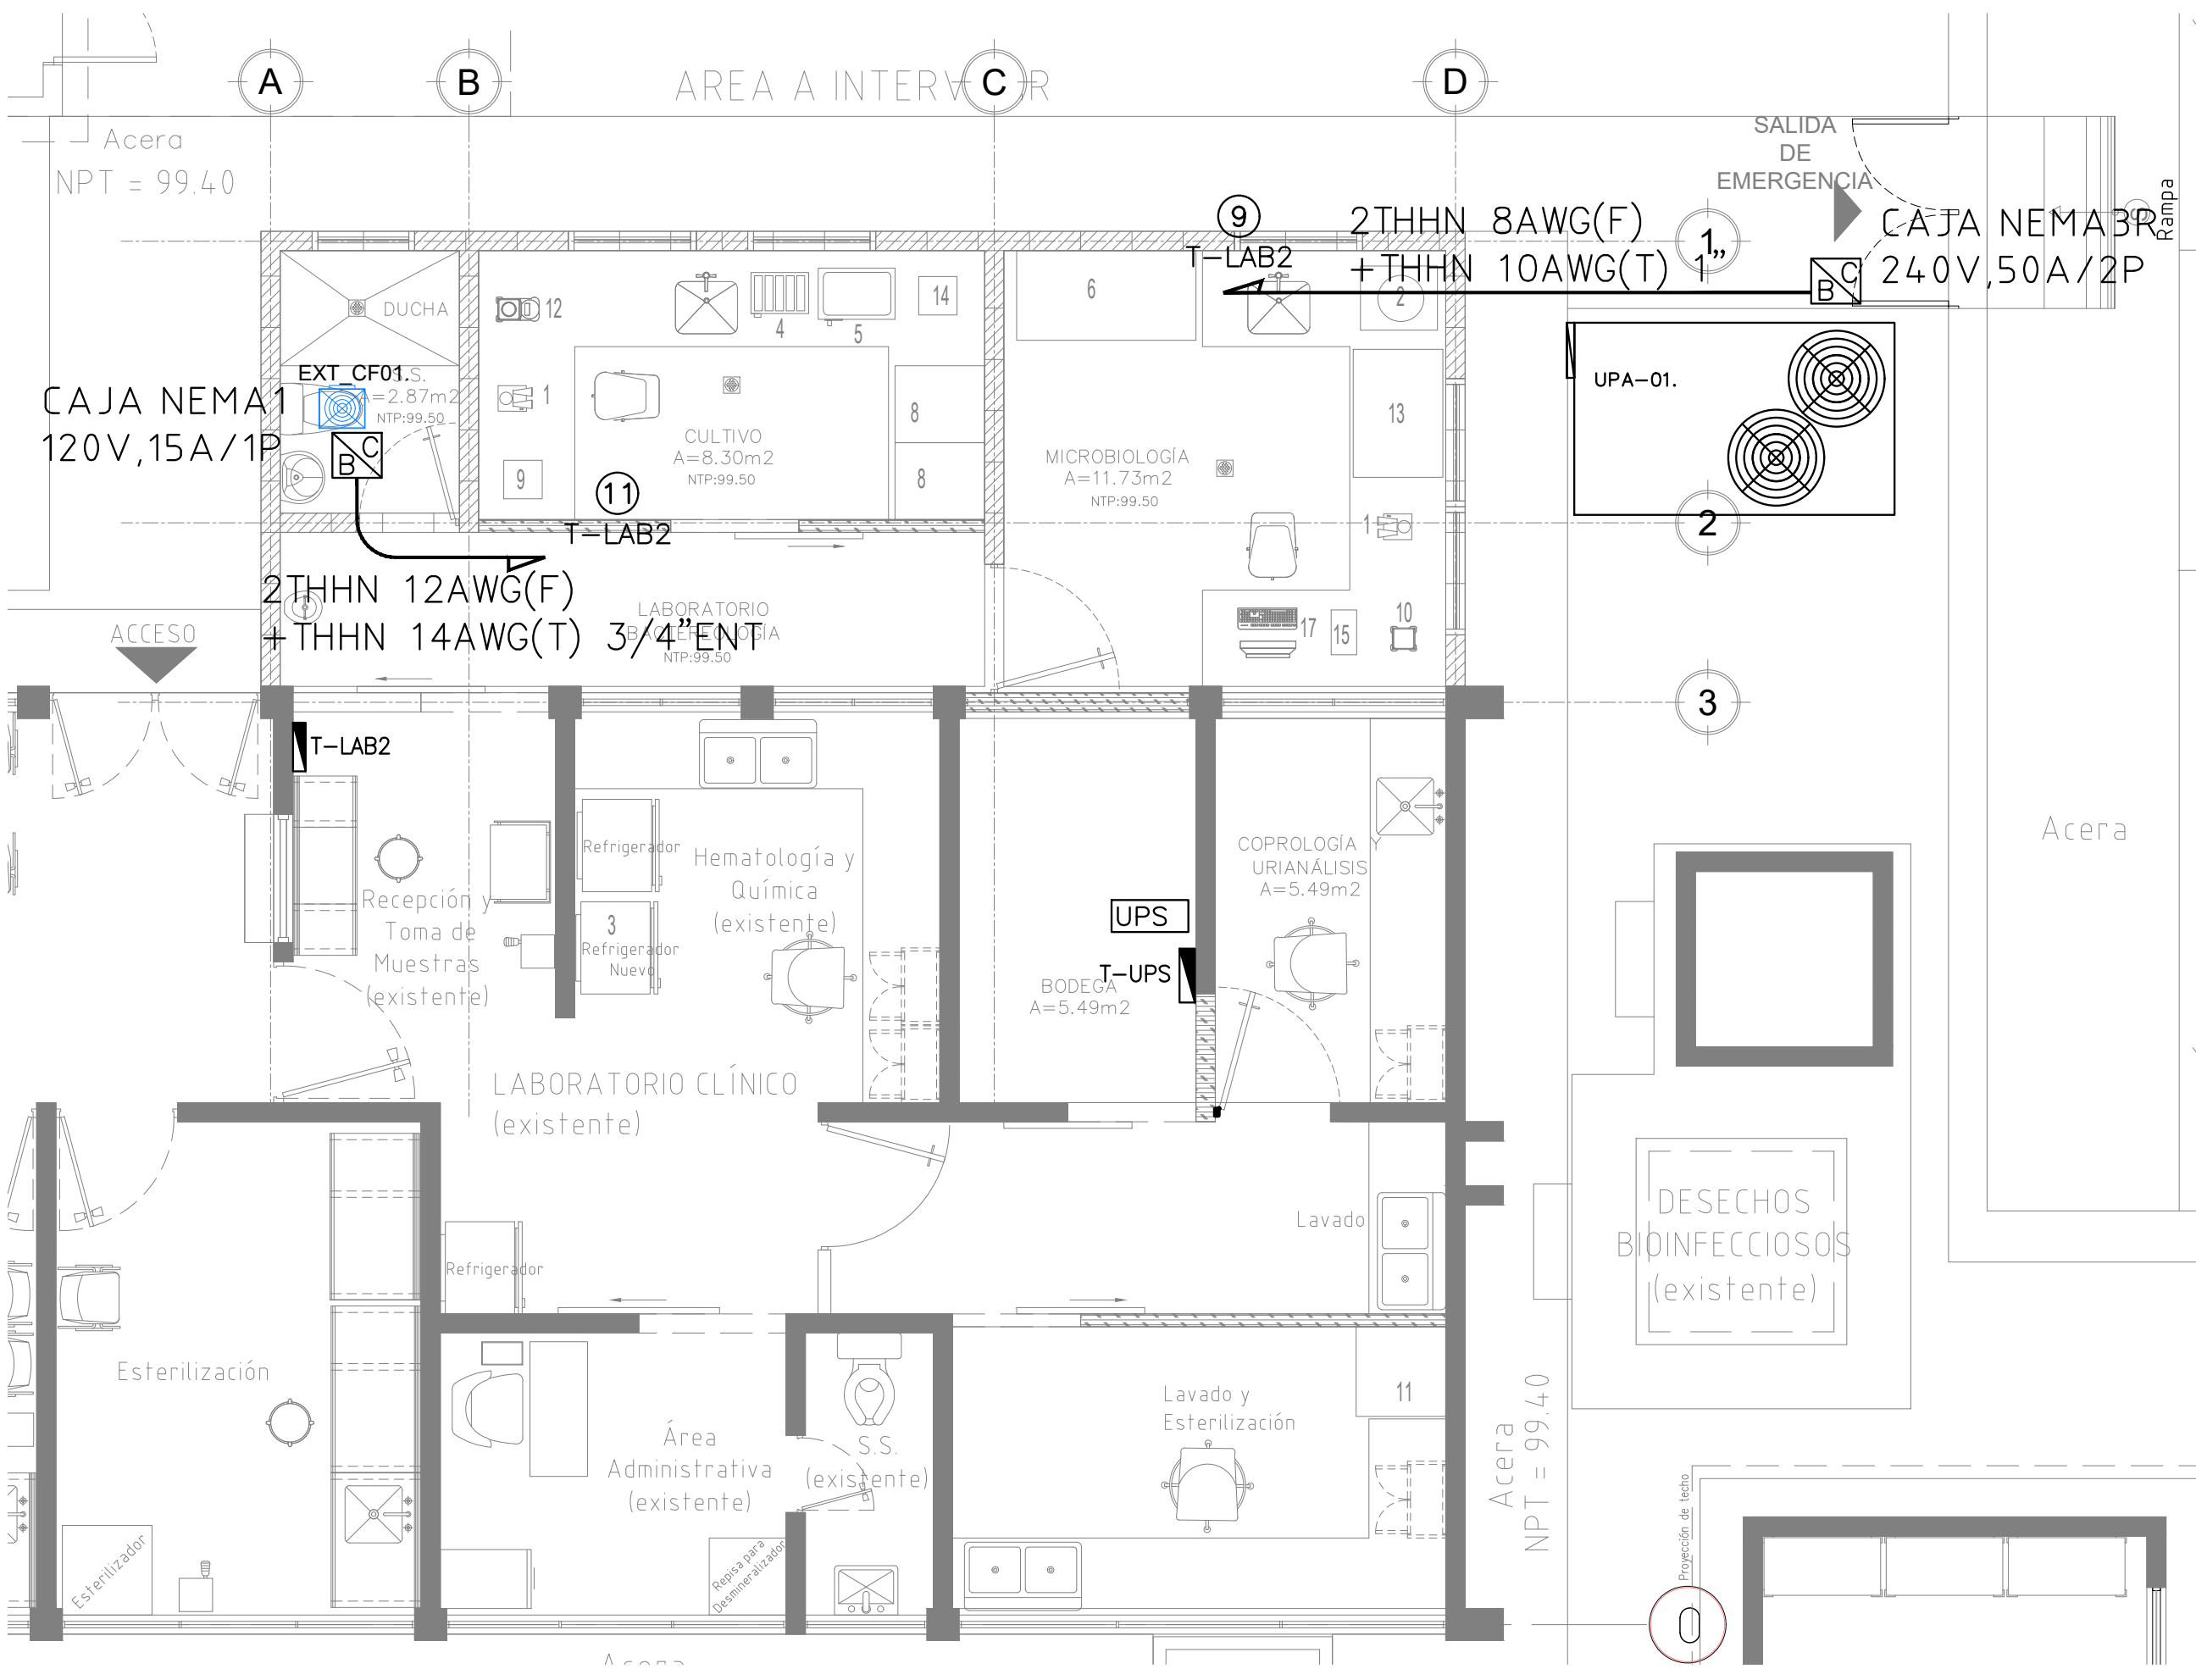 A
B
C
D
AREA A INTERV
R
Acera
NPT = 99.40
SALIDA
DE
EMERGENCIA
Rampa
9
T-LAB2
2THHN 8AWG(F)
+THHN 10AWG(T) 1"
1
CAJA NEMA3R
240V,50A/2P
B
C
UPA-01.
DUCHA
EXT_CF01.
S.S.
A=2.87m2
NTP:99.50
CAJA NEMA1
120V,15A/1P
B
C
12
4
5
14
1
8
8
9
CULTIVO
A=8.30m2
NTP:99.50
11
T-LAB2
6
2
13
MICROBIOLOGÍA
A=11.73m2
NTP:99.50
1
10
17
15
2
3
2THHN 12AWG(F)
+THHN 14AWG(T) 3/4"ENT
LABORATORIO
BACTEREOLOGÍA
NTP:99.50
ACCESO
T-LAB2
Recepción y
Toma de
Muestras
(existente)
Refrigerador
3
Refrigerador
Nuevo
Hematología y
Química
(existente)
UPS
T-UPS
BODEGA
A=5.49m2
COPROLOGÍA Y
URIANÁLISIS
A=5.49m2
Acera
LABORATORIO CLÍNICO
(existente)
Refrigerador
Lavado
DESECHOS
BIOINFECCIOSOS
(existente)
Esterilización
Esterilizador
Área
Administrativa
(existente)
Repisa para
Desmineralizador
S.S.
(existente)
Lavado y
Esterilización
11
Acera
NPT = 99.40
Proyección de techo
0
Acera